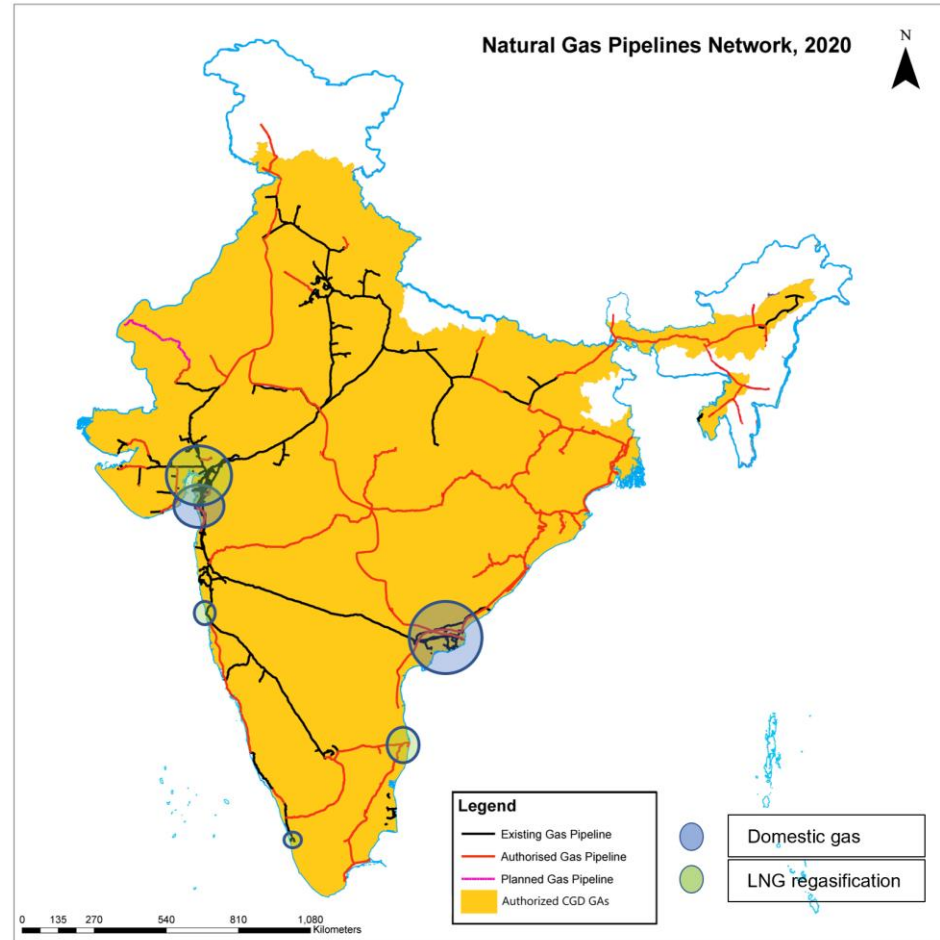 Natural Gas Pipelines Network, 2020
N
Legend
Existing Gas Pipeline
Authorised Gas Pipeline
Planned Gas Pipeline
Authorized CGD GAs
Domestic gas
LNG regasification
0 135 270 540 810 1,080
Kilometers